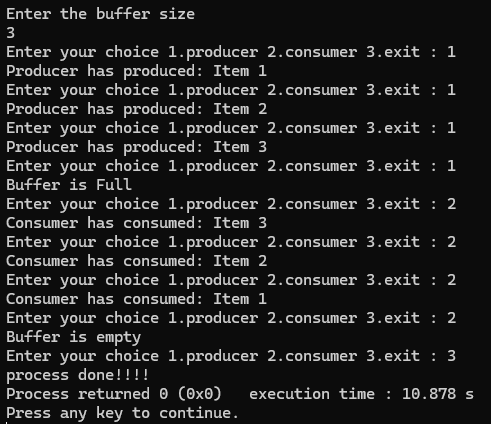 Enter the buffer size
3
Enter your choice 1.producer 2.consumer 3.exit : 1
Producer has produced: Item 1
Enter your choice 1.producer 2.consumer 3.exit : 1
Producer has produced: Item 2
Enter your choice 1.producer 2.consumer 3.exit : 1
Producer has produced: Item 3
Enter your choice 1.producer 2.consumer 3.exit : 1
Buffer is Full
Enter your choice 1.producer 2.consumer 3.exit : 2
Consumer has consumed: Item 3
Enter your choice 1.producer 2.consumer 3.exit : 2
Consumer has consumed: Item 2
Enter your choice 1.producer 2.consumer 3.exit : 2
Consumer has consumed: Item 1
Enter your choice 1.producer 2.consumer 3.exit : 2
Buffer is empty
Enter your choice 1.producer 2.consumer 3.exit : 3
process done!!!!
Process returned 0 (0x0)   execution time : 10.878 s
Press any key to continue.